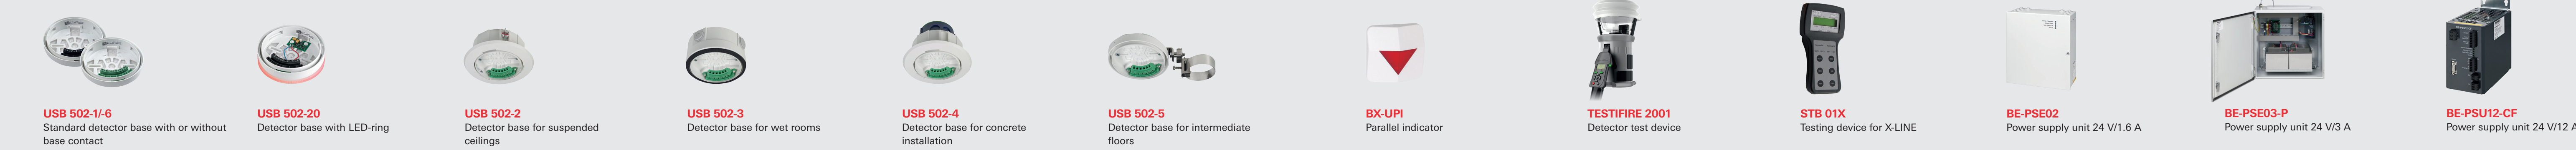 USB 502-1/-6
Standard detector base with or without
base contact
USB 502-20
Detector base with LED-ring
USB 502-2
Detector base for suspended
ceilings
USB 502-3
Detector base for wet rooms
USB 502-4
Detector base for concrete
installation
USB 502-5
Detector base for intermediate
floors
BX-UPI
Parallel indicator
TESTIFIRE 2001
Detector test device
STB 01X
Testing device for X-LINE
BE-PSE02
Power supply unit 24 V/1.6 A
BE-PSE03-P
Power supply unit 24 V/3 A
BE-PSU12-CF
Power supply unit 24 V/12 A